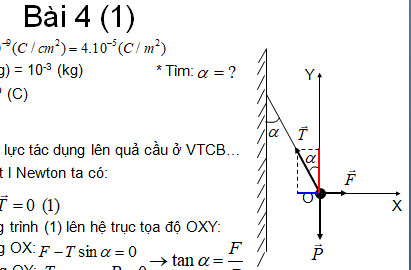 Bài 4 (1)
⁻⁹(C / cm²) = 4.10⁻⁵(C / m²)
g) = 10⁻³ (kg) * Tìm: α = ?
(C)
lực tác dụng lên quả cầu ở VTCB…
t I Newton ta có:
T⃗ = 0 (1)
g trình (1) lên hệ trục tọa độ OXY:
g OX: F − T sin α = 0 → tan α = F
Y
α
T⃗
α
O
F⃗
X
P⃗